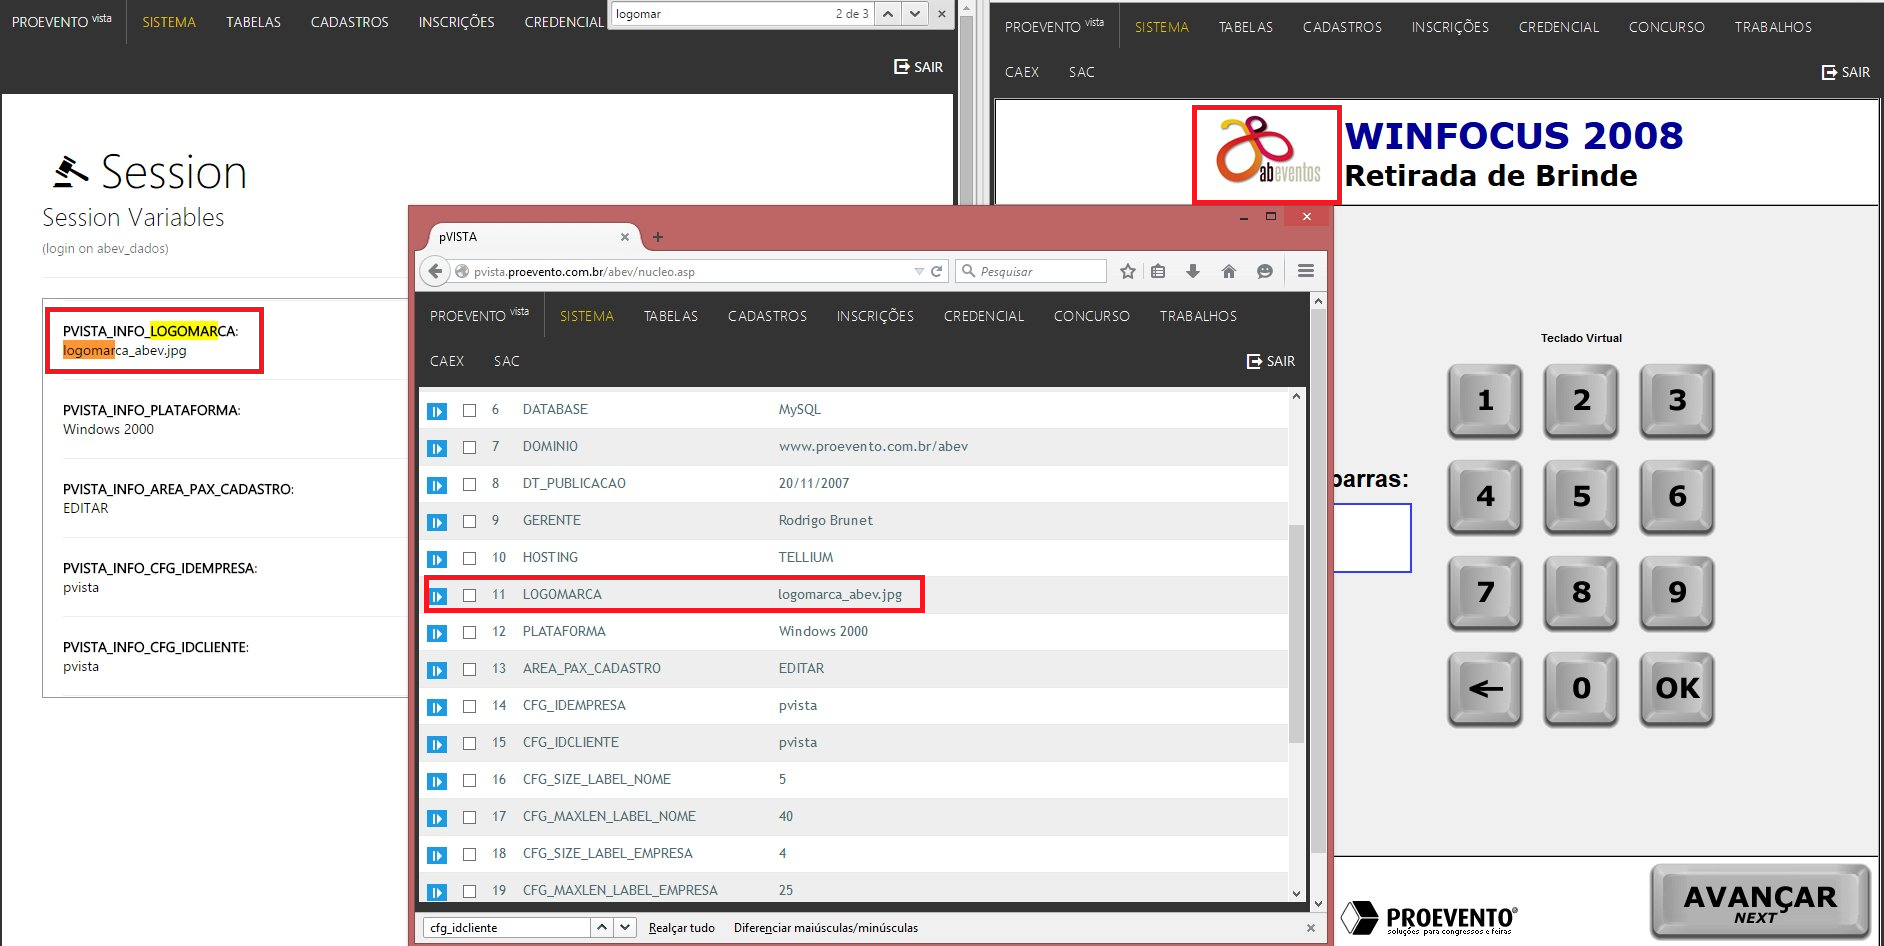 PROEVENTO vista SISTEMA TABELAS CADASTROS INSCRIÇÕES CREDENCIAL
logomar 2 de 3
SAIR
Session
Session Variables
(login on abev_dados)
PVISTA_INFO_LOGOMARCA:
logomarca_abev.jpg
PVISTA_INFO_PLATAFORMA:
Windows 2000
PVISTA_INFO_AREA_PAX_CADASTRO:
EDITAR
PVISTA_INFO_CFG_IDEMPRESA:
pvista
PVISTA_INFO_CFG_IDCLIENTE:
pvista
pVISTA
pvista.proevento.com.br/abev/nucleo.asp
Pesquisar
PROEVENTO vista SISTEMA TABELAS CADASTROS INSCRIÇÕES CREDENCIAL CONCURSO TRABALHOS
CAEX SAC SAIR
6 DATABASE MySQL
7 DOMINIO www.proevento.com.br/abev
8 DT_PUBLICACAO 20/11/2007
9 GERENTE Rodrigo Brunet
10 HOSTING TELLIUM
11 LOGOMARCA logomarca_abev.jpg
12 PLATAFORMA Windows 2000
13 AREA_PAX_CADASTRO EDITAR
14 CFG_IDEMPRESA pvista
15 CFG_IDCLIENTE pvista
16 CFG_SIZE_LABEL_NOME 5
17 CFG_MAXLEN_LABEL_NOME 40
18 CFG_SIZE_LABEL_EMPRESA 4
19 CFG_MAXLEN_LABEL_EMPRESA 25
cfg_idcliente Realçar tudo Diferenciar maiúsculas/minúsculas
PROEVENTO vista SISTEMA TABELAS CADASTROS INSCRIÇÕES CREDENCIAL CONCURSO TRABALHOS
CAEX SAC SAIR
abeventos
WINFOCUS 2008
Retirada de Brinde
Teclado Virtual
barras:
1 2 3
4 5 6
7 8 9
0 OK
PROEVENTO
soluções para congressos e feiras
AVANÇAR
NEXT